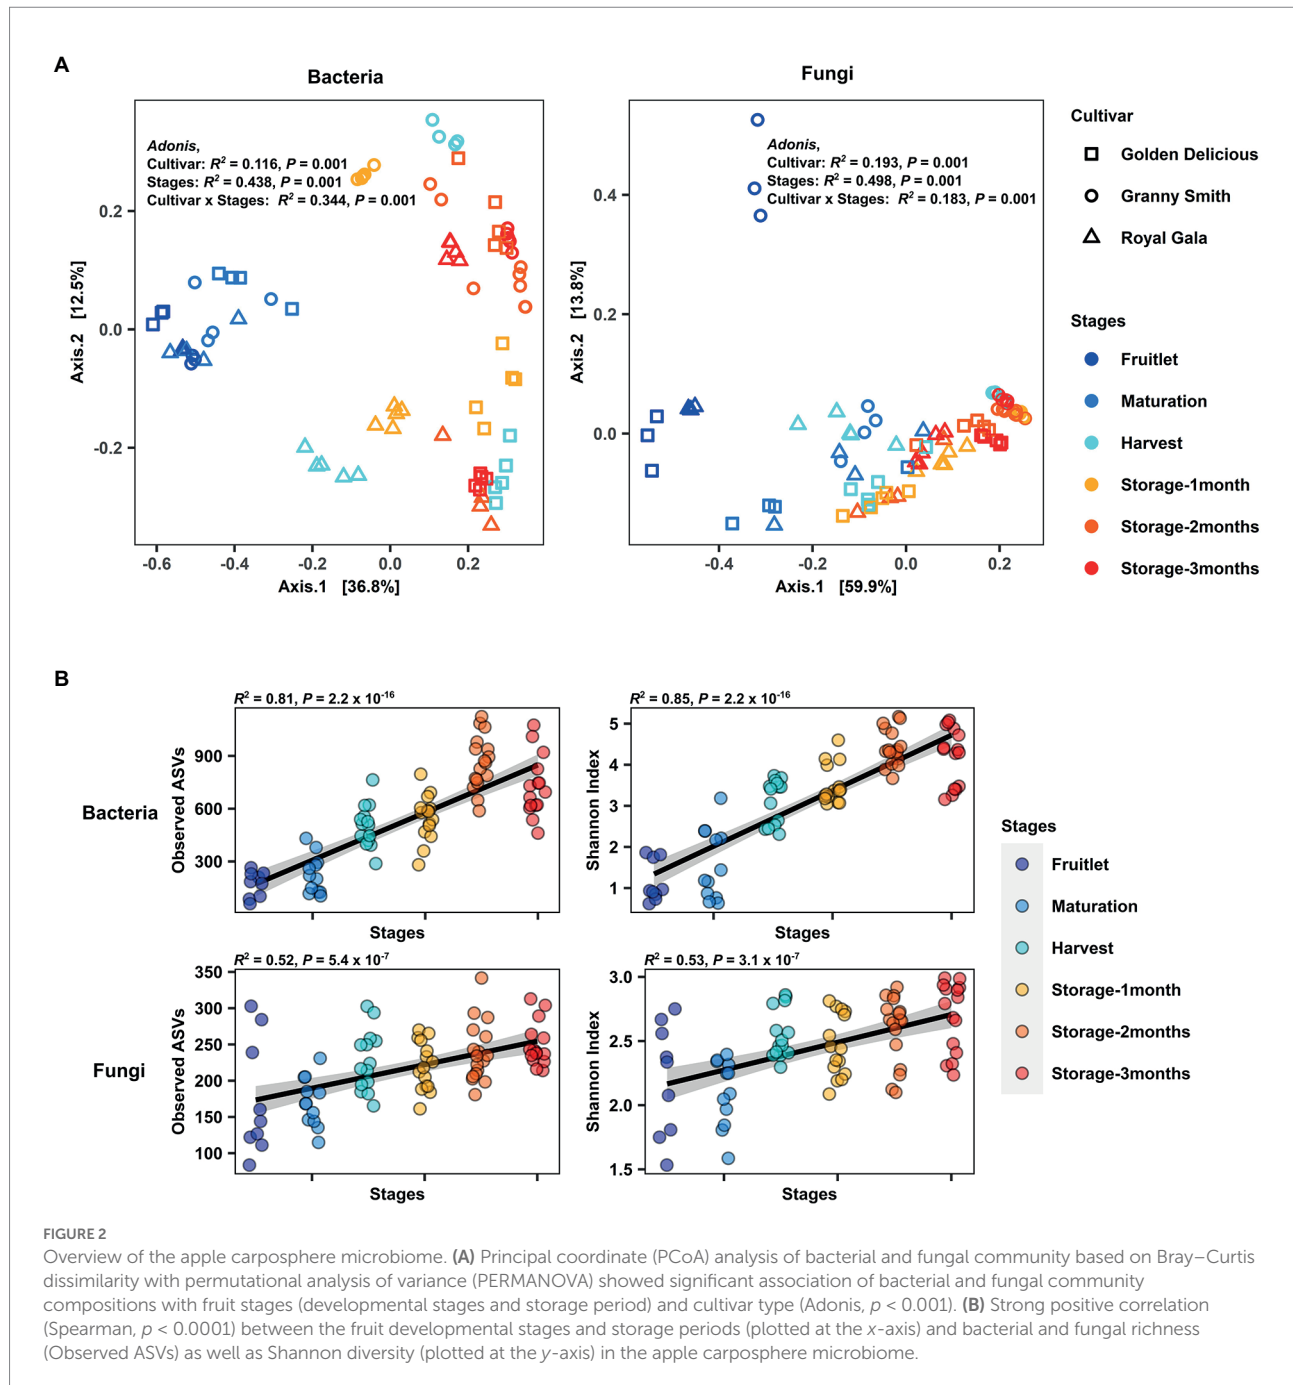 A
Bacteria
Fungi
Adonis,
Cultivar: R² = 0.116, P = 0.001
Stages: R² = 0.438, P = 0.001
Cultivar x Stages: R² = 0.344, P = 0.001
0.2
0.0
-0.2
Axis.2 [12.5%]
-0.6
-0.4
-0.2
0.0
0.2
Axis.1 [36.8%]
Adonis,
Cultivar: R² = 0.193, P = 0.001
Stages: R² = 0.498, P = 0.001
Cultivar x Stages: R² = 0.183, P = 0.001
0.4
0.2
0.0
Axis.2 [13.8%]
-0.4
-0.2
0.0
0.2
Axis.1 [59.9%]
Cultivar
Golden Delicious
Granny Smith
Royal Gala
Stages
Fruitlet
Maturation
Harvest
Storage-1month
Storage-2months
Storage-3months
B
Bacteria
R² = 0.81, P = 2.2 x 10⁻¹⁶
Observed ASVs
900
600
300
Stages
R² = 0.85, P = 2.2 x 10⁻¹⁶
Shannon Index
5
4
3
2
1
Stages
Fungi
R² = 0.52, P = 5.4 x 10⁻⁷
Observed ASVs
350
300
250
200
150
100
Stages
R² = 0.53, P = 3.1 x 10⁻⁷
Shannon Index
3.0
2.5
2.0
1.5
Stages
Stages
Fruitlet
Maturation
Harvest
Storage-1month
Storage-2months
Storage-3months
FIGURE 2
Overview of the apple carposphere microbiome. (A) Principal coordinate (PCoA) analysis of bacterial and fungal community based on Bray–Curtis
dissimilarity with permutational analysis of variance (PERMANOVA) showed significant association of bacterial and fungal community
compositions with fruit stages (developmental stages and storage period) and cultivar type (Adonis, p < 0.001). (B) Strong positive correlation
(Spearman, p < 0.0001) between the fruit developmental stages and storage periods (plotted at the x-axis) and bacterial and fungal richness
(Observed ASVs) as well as Shannon diversity (plotted at the y-axis) in the apple carposphere microbiome.